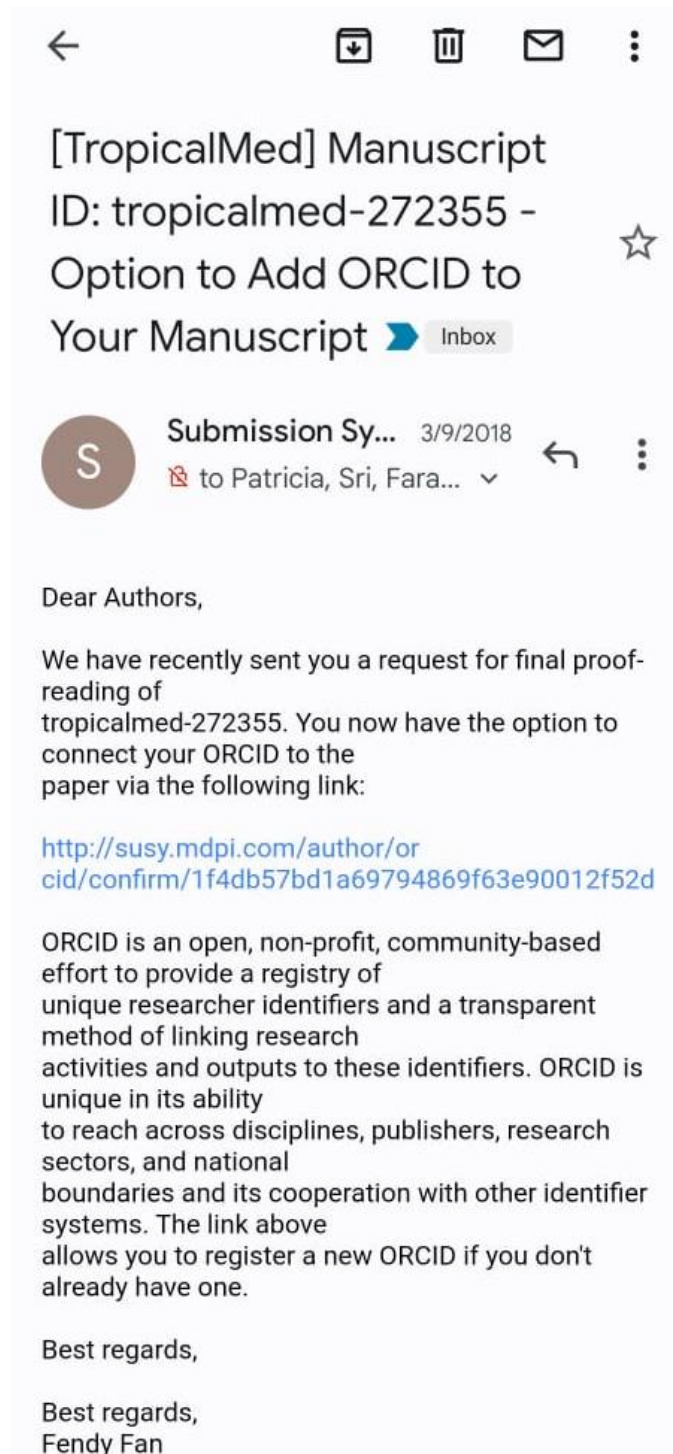 [TropicalMed] Manuscript
ID: tropicalmed-272355 -
Option to Add ORCID to
Your Manuscript Inbox
S
Submission Sy... 3/9/2018
to Patricia, Sri, Fara...
Dear Authors,
We have recently sent you a request for final proof-
reading of
tropicalmed-272355. You now have the option to
connect your ORCID to the
paper via the following link:
http://susy.mdpi.com/author/or
cid/confirm/1f4db57bd1a69794869f63e90012f52d
ORCID is an open, non-profit, community-based
effort to provide a registry of
unique researcher identifiers and a transparent
method of linking research
activities and outputs to these identifiers. ORCID is
unique in its ability
to reach across disciplines, publishers, research
sectors, and national
boundaries and its cooperation with other identifier
systems. The link above
allows you to register a new ORCID if you don't
already have one.
Best regards,
Best regards,
Fendy Fan